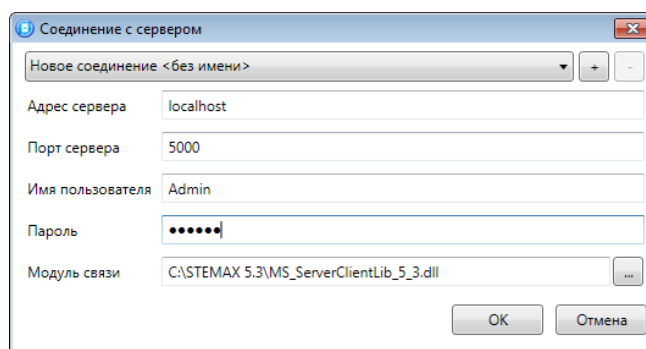 Соединение с сервером
Новое соединение <без имени>
+ -
Адрес сервера localhost
Порт сервера 5000
Имя пользователя Admin
Пароль ●●●●●●
Модуль связи C:\STEMAX 5.3\MS_ServerClientLib_5_3.dll ...
OK Отмена